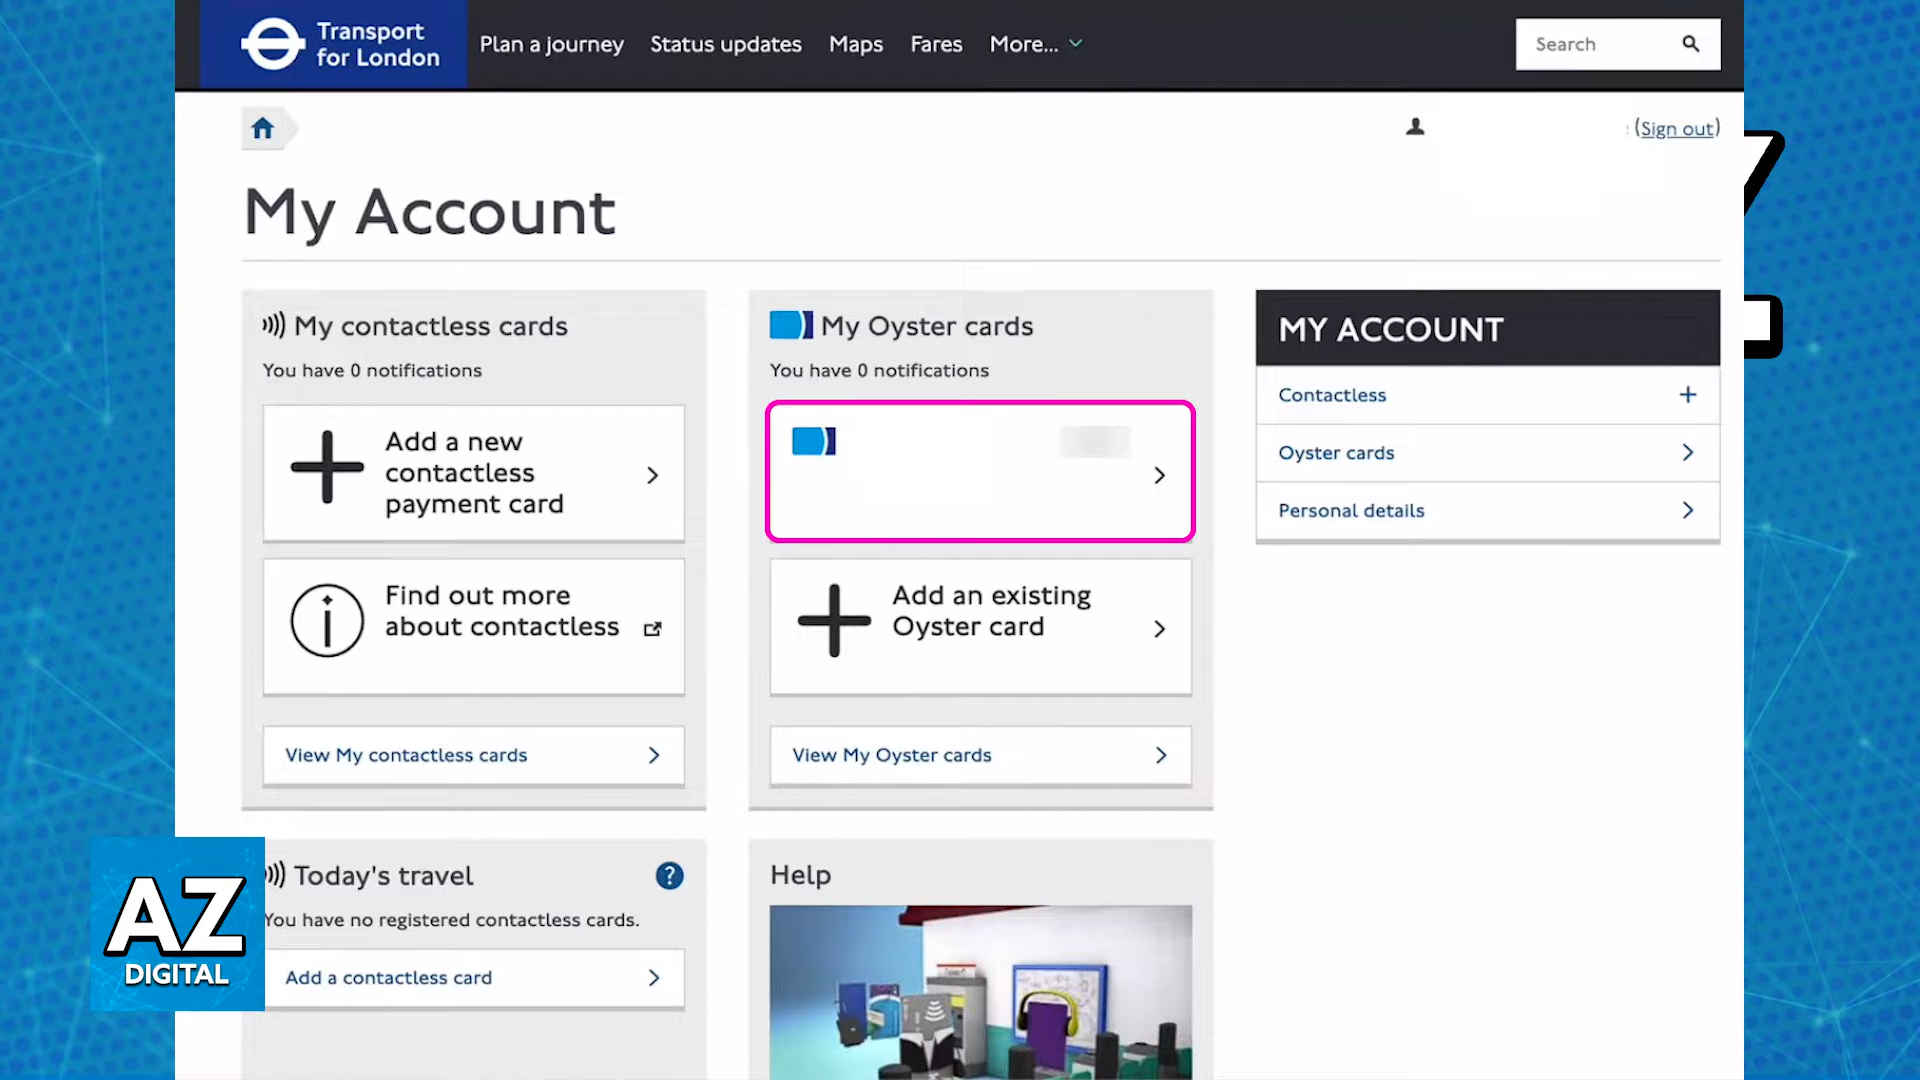 Transport
for London
Plan a journey
Status updates
Maps
Fares
More...
Search
(Sign out)
My Account
My contactless cards
You have 0 notifications
Add a new
contactless
payment card
Find out more
about contactless
View My contactless cards
My Oyster cards
You have 0 notifications
Add an existing
Oyster card
View My Oyster cards
MY ACCOUNT
Contactless
Oyster cards
Personal details
Today's travel
You have no registered contactless cards.
Add a contactless card
Help
AZ
DIGITAL